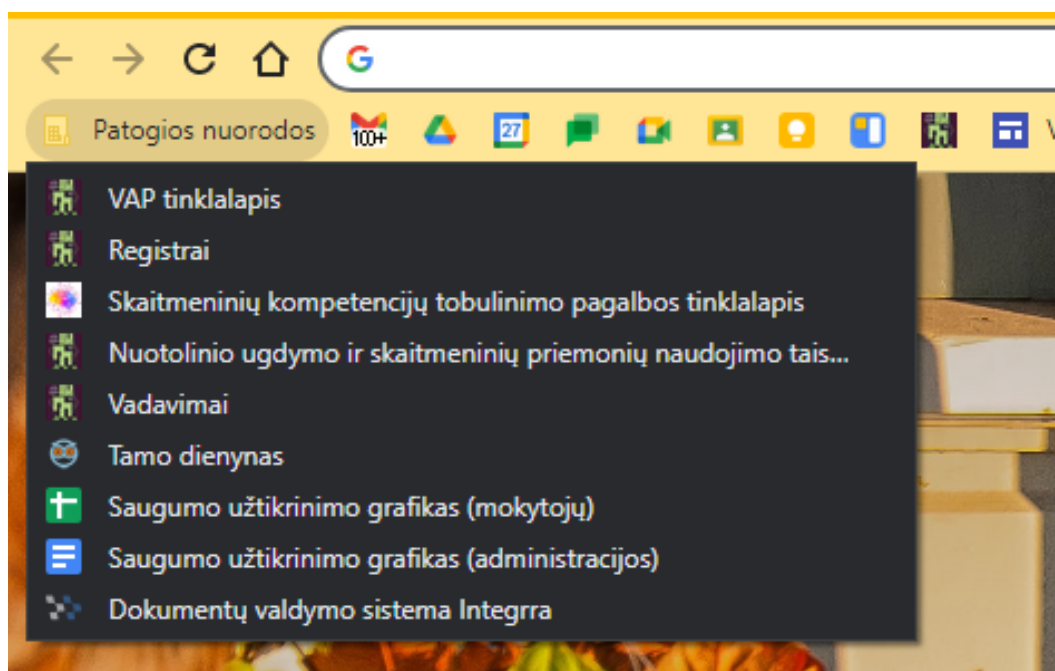 Patogios nuorodos 100+ 27
VAP tinklalapis
Registrai
Skaitmeninių kompetencijų tobulinimo pagalbos tinklalapis
Nuotolinio ugdymo ir skaitmeninių priemonių naudojimo tais...
Vadavimai
Tamo dienynas
Saugumo užtikrinimo grafikas (mokytojų)
Saugumo užtikrinimo grafikas (administracijos)
Dokumentų valdymo sistema Integrra